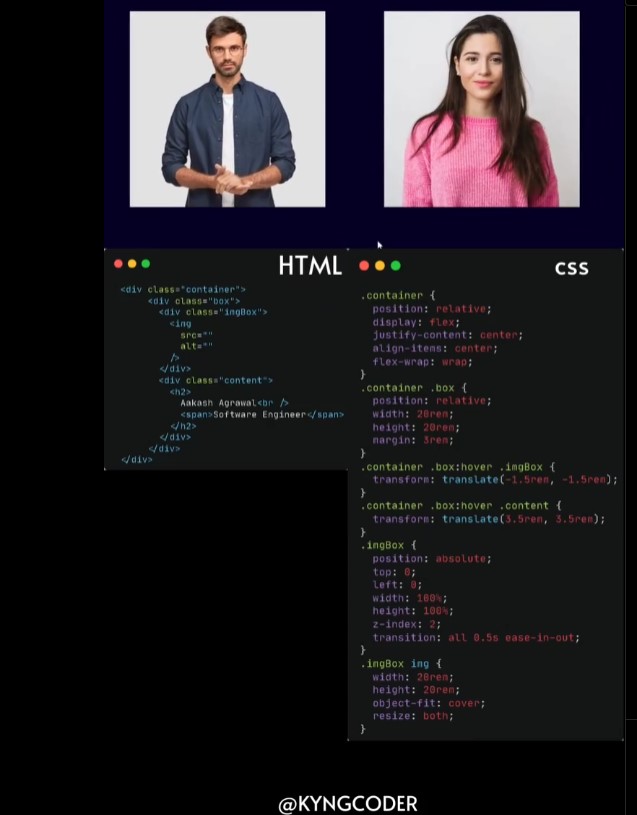 HTML
<div class="container">
<div class="box">
<div class="imgBox">
<img
src=""
alt=""
/>
</div>
<div class="content">
<h2>
Aakash Agrawal<br />
<span>Software Engineer</span>
</h2>
</div>
</div>
</div>
CSS
.container {
position: relative;
display: flex;
justify-content: center;
align-items: center;
flex-wrap: wrap;
}
.container .box {
position: relative;
width: 20rem;
height: 20rem;
margin: 3rem;
}
.container .box:hover .imgBox {
transform: translate(-1.5rem, -1.5rem);
}
.container .box:hover .content {
transform: translate(3.5rem, 3.5rem);
}
.imgBox {
position: absolute;
top: 0;
left: 0;
width: 100%;
height: 100%;
z-index: 2;
transition: all 0.5s ease-in-out;
}
.imgBox img {
width: 20rem;
height: 20rem;
object-fit: cover;
resize: both;
}
@KYNGCODER